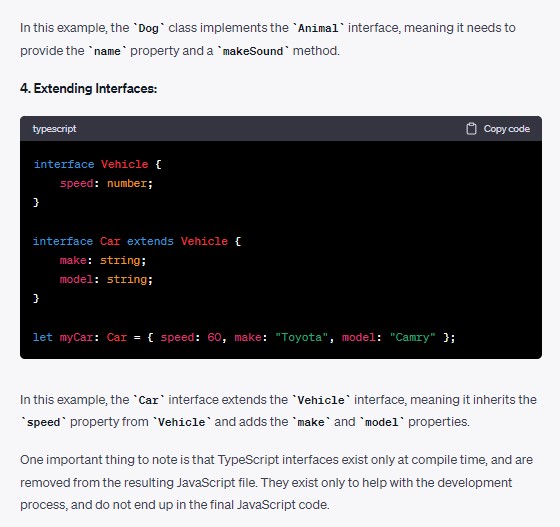 In this example, the `Dog` class implements the `Animal` interface, meaning it needs to
provide the `name` property and a `makeSound` method.
4. Extending Interfaces:
typescript Copy code
interface Vehicle {
    speed: number;
}
interface Car extends Vehicle {
    make: string;
    model: string;
}
let myCar: Car = { speed: 60, make: "Toyota", model: "Camry" };
In this example, the `Car` interface extends the `Vehicle` interface, meaning it inherits the
`speed` property from `Vehicle` and adds the `make` and `model` properties.
One important thing to note is that TypeScript interfaces exist only at compile time, and are
removed from the resulting JavaScript file. They exist only to help with the development
process, and do not end up in the final JavaScript code.